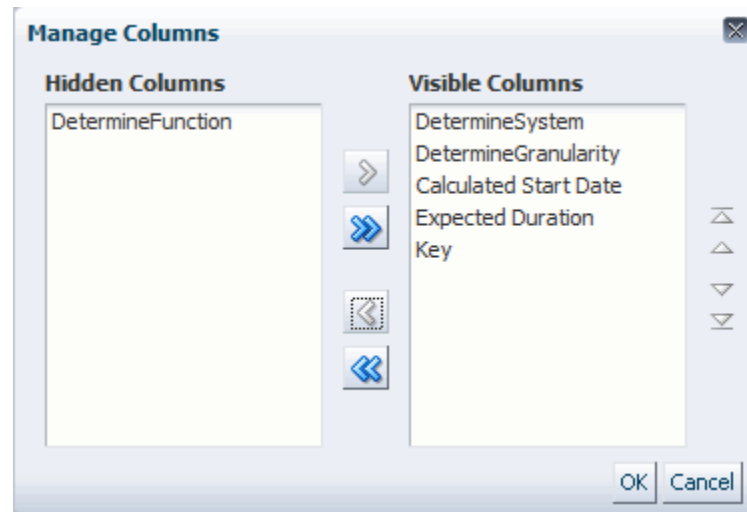 Manage Columns
Hidden Columns
DetermineFunction
Visible Columns
DetermineSystem
DetermineGranularity
Calculated Start Date
Expected Duration
Key
OK
Cancel